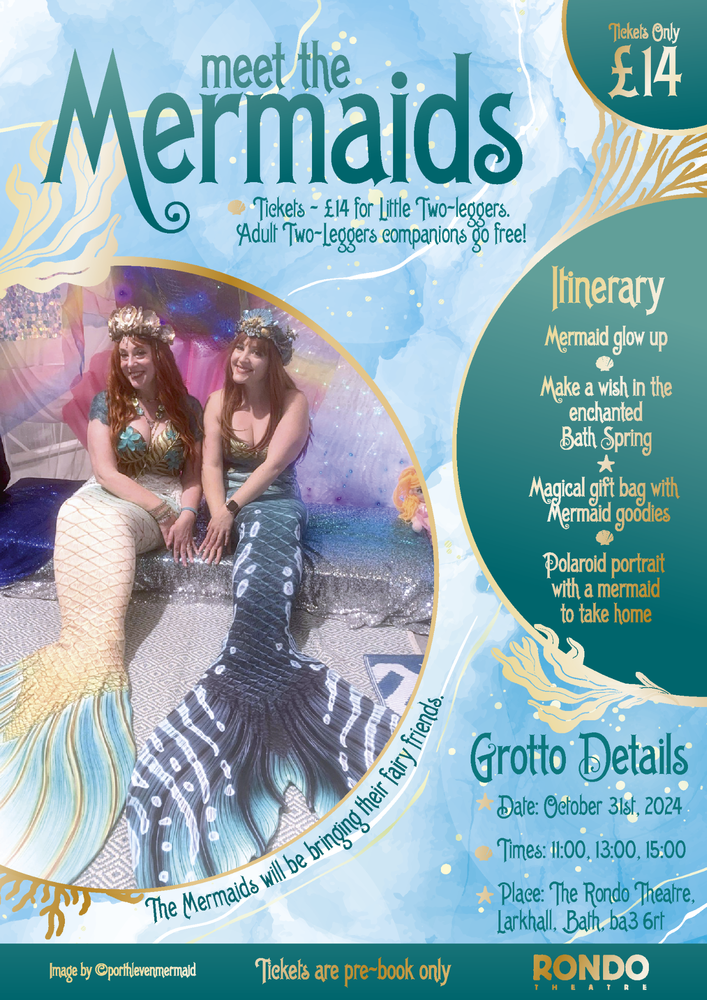 Tickets Only
£14
meet the
Mermaids
Tickets ~ £14 for Little Two~leggers.
Adult Two~Leggers companions go free!
Itinerary
Mermaid glow up
Make a wish in the
enchanted
Bath Spring
Magical gift bag with
Mermaid goodies
Polaroid portrait
with a mermaid
to take home
The Mermaids will be bringing their fairy friends.
Grotto Details
Date: October 31st, 2024
Times: 11:00, 13:00, 15:00
Place: The Rondo Theatre,
Larkhall, Bath, ba3 6rt
Image by ©porthlevenmermaid
Tickets are pre~book only
RONDO
THEATRE